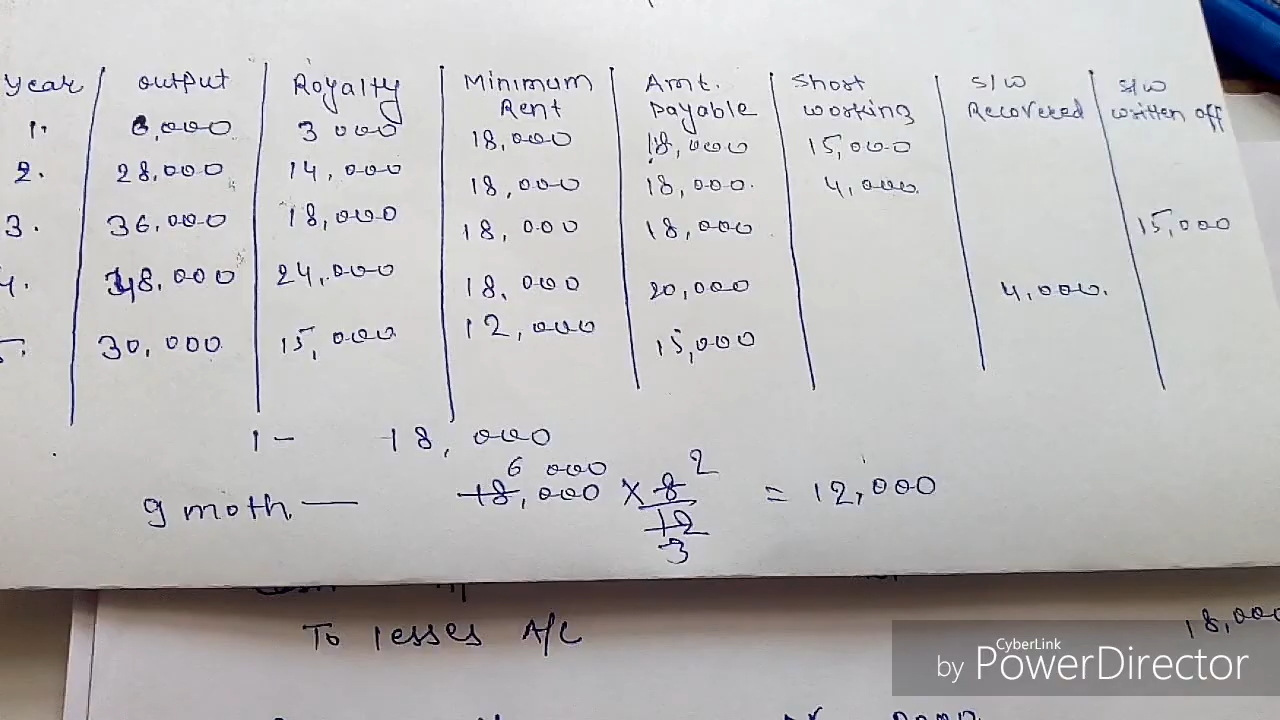 year output Royalty Minimum Rent Amt. Payable Short working S/W Recovered S/W written off
1. 6,000 3000 18,000 18,000 15,000
2. 28,000 14,000 18,000 18,000. 4,000.
3. 36,000 18,000 18,000 18,000 15,000
4. 48,000 24,000 18,000 20,000 4,000.
5. 30,000 15,000 12,000 15,000
1- 18,000
6 000 2
9 moth — 18,000 x 8 = 12,000
12
3
To lesses A/C
18,000
CyberLink
by PowerDirector